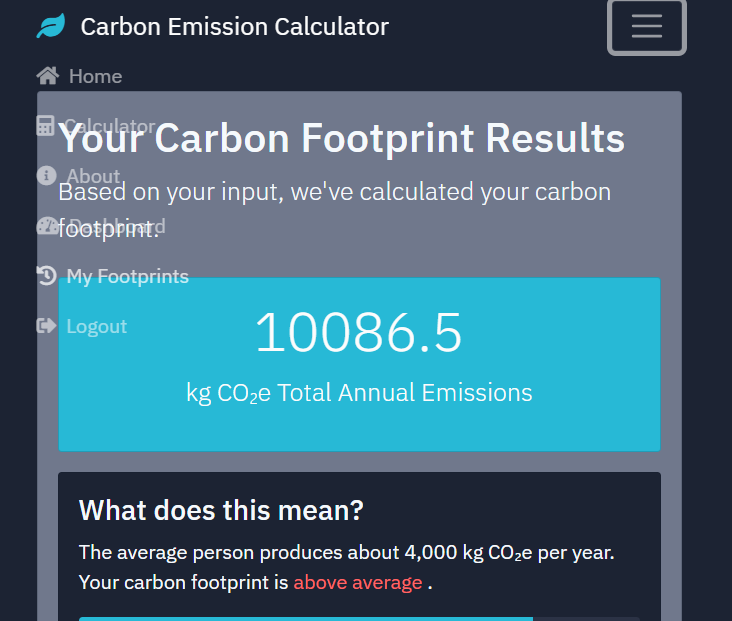 Carbon Emission Calculator
Home
Calculator
Your Carbon Footprint Results
About
Based on your input, we've calculated your carbon
footprint.
Dashboard
My Footprints
10086.5
Logout
kg CO₂e Total Annual Emissions
What does this mean?
The average person produces about 4,000 kg CO₂e per year.
Your carbon footprint is above average .